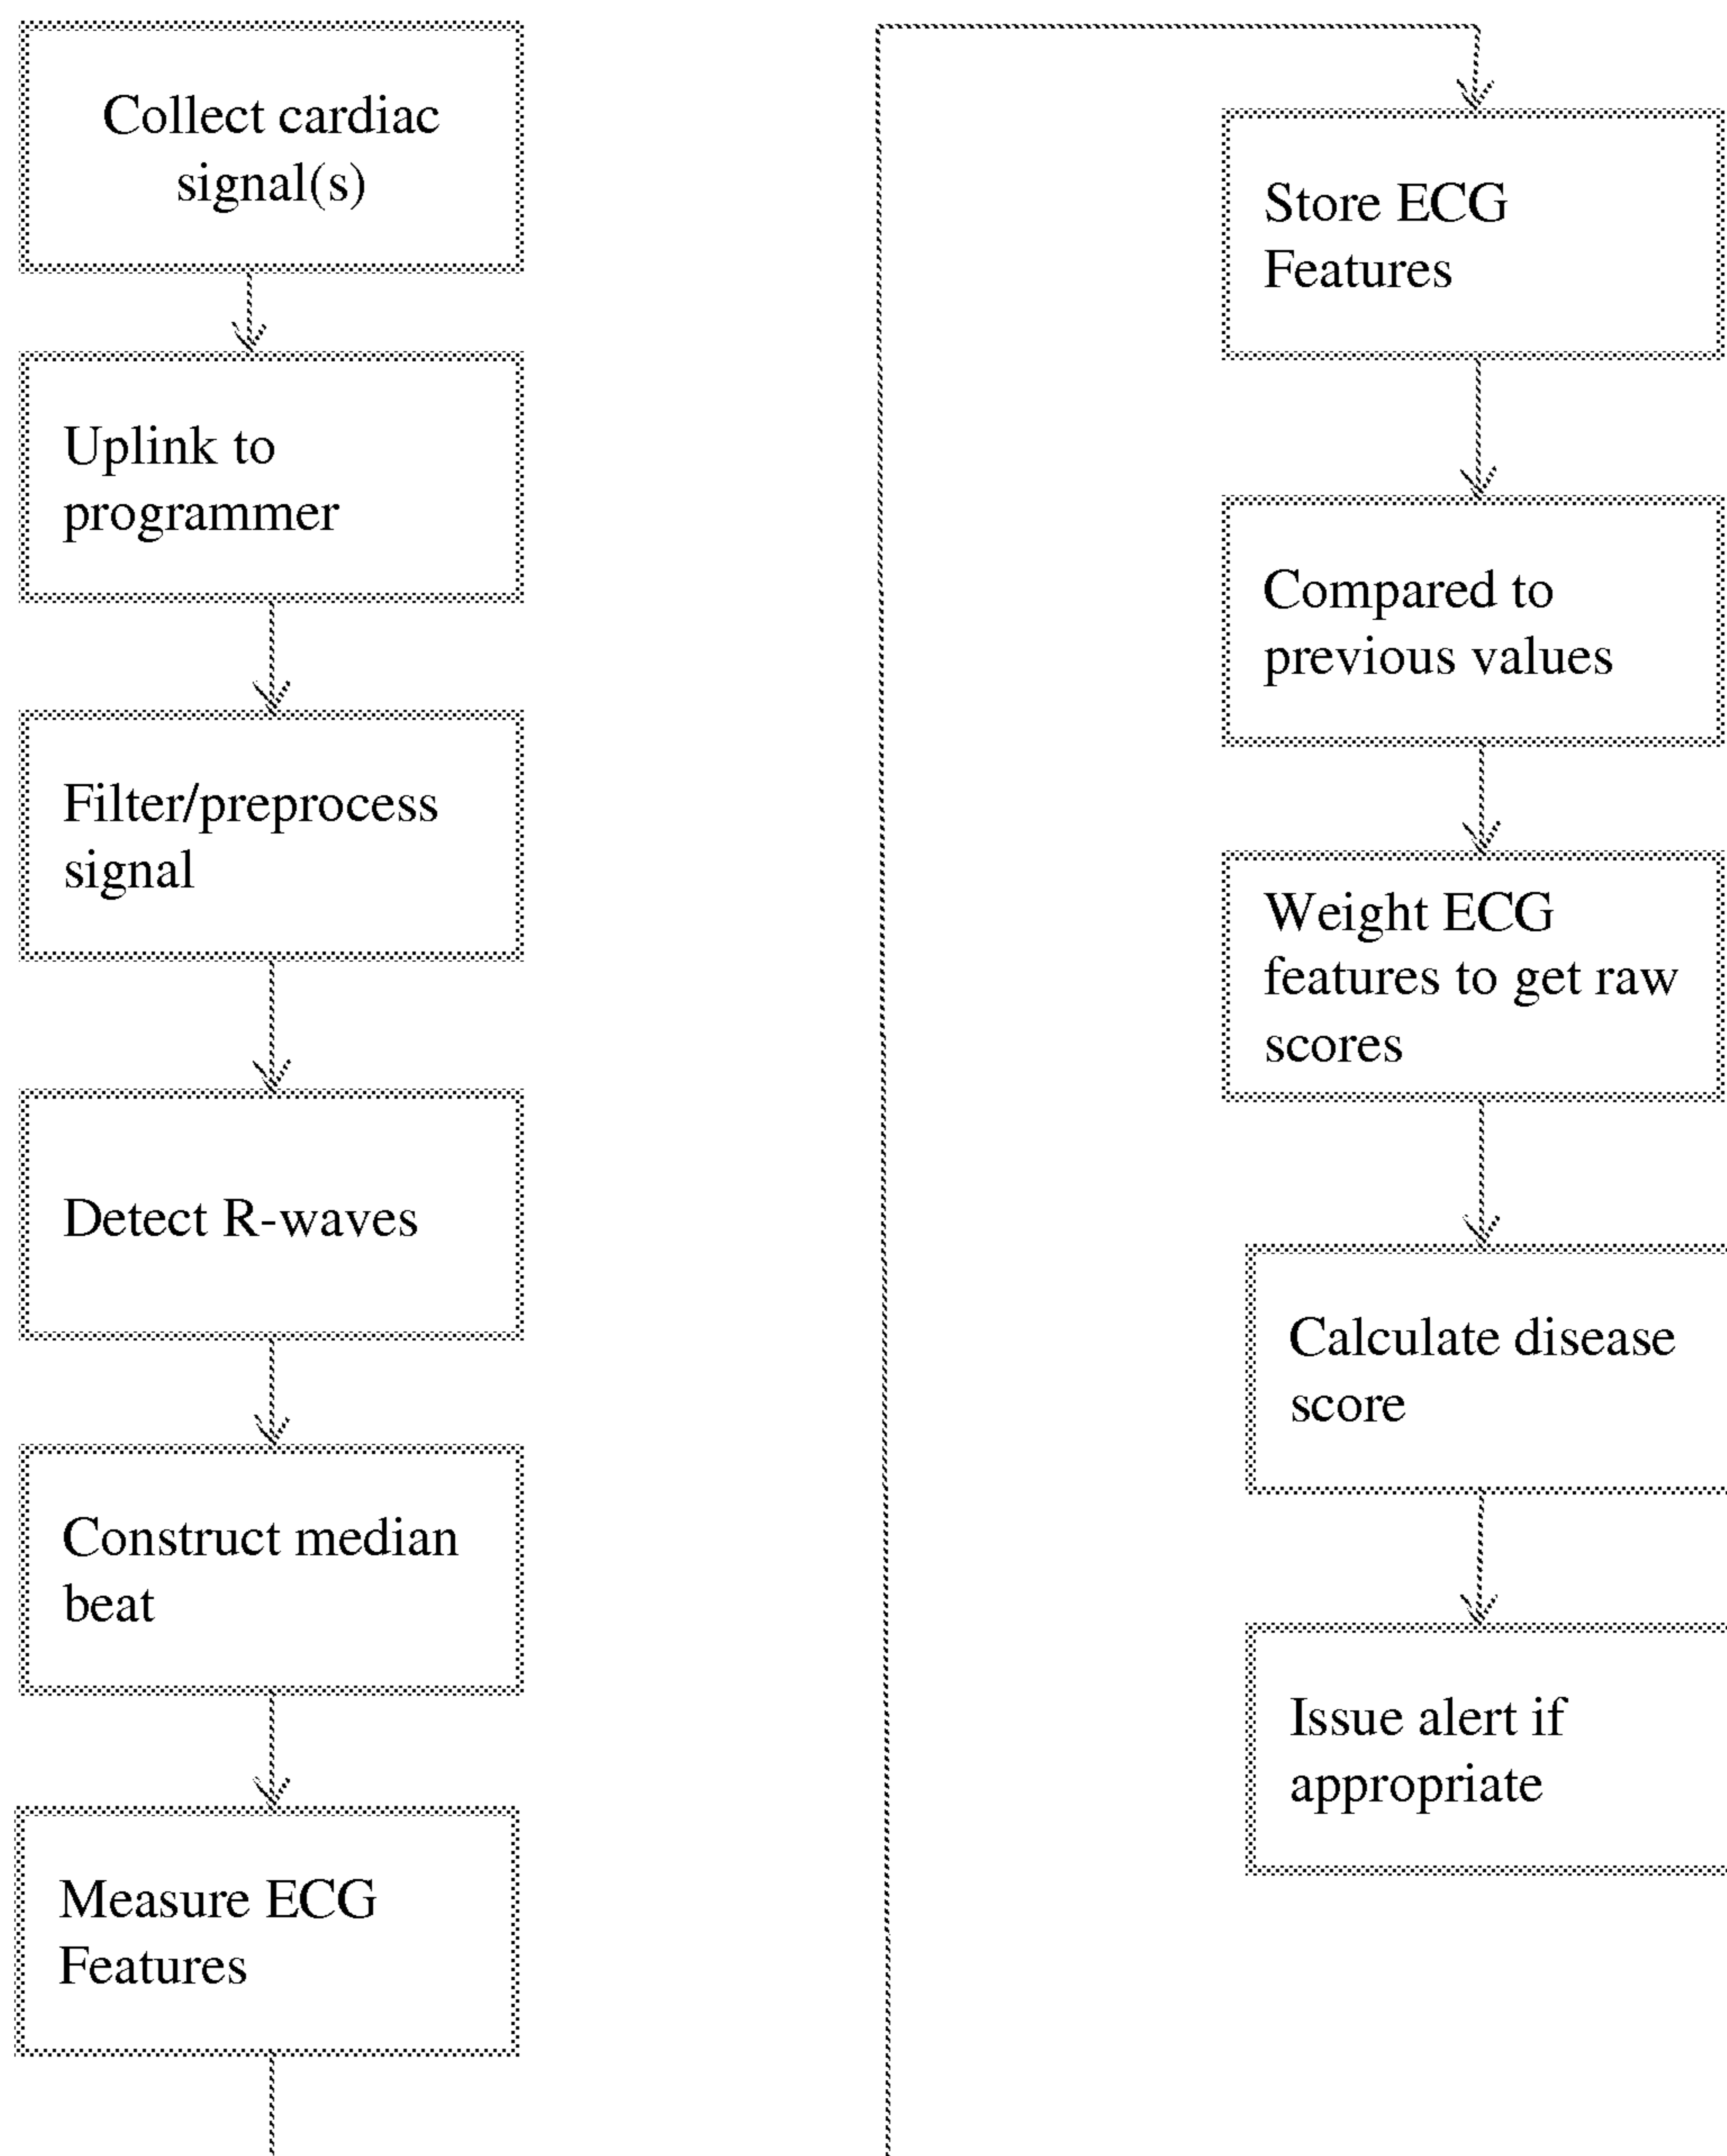 Collect cardiac
signal(s)
Uplink to
programmer
Filter/preprocess
signal
Detect R-waves
Construct median
beat
Measure ECG
Features
Store ECG
Features
Compared to
previous values
Weight ECG
features to get raw
scores
Calculate disease
score
Issue alert if
appropriate